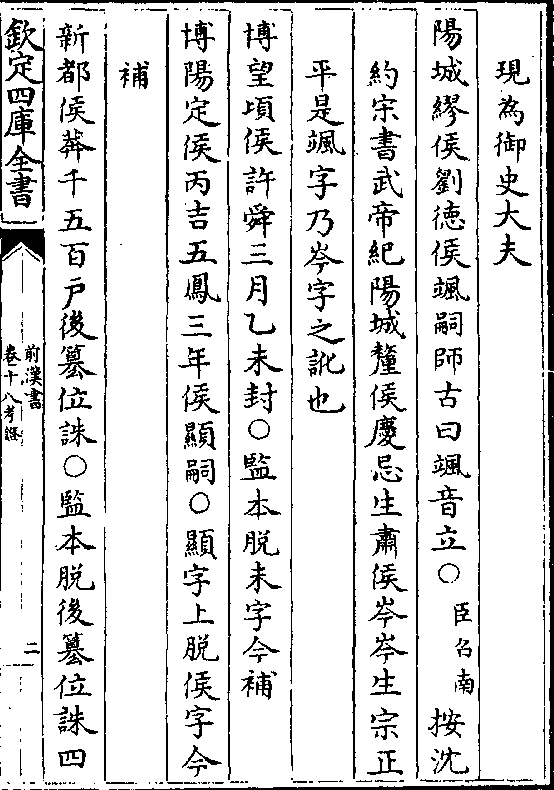 現為御史大夫
陽城繆侯劉徳侯颯嗣師古曰颯音立○臣召南按沈
約宗書武帝紀陽城釐侯慶忌生肅侯岑岑生宗正
平是颯字乃岑字之訛也
博望頃侯許舜三月乙未封○監本脱未字今補
博陽定侯丙吉五鳳三年侯顯嗣○顯字上脱侯字今
補
新都侯莽千五百戸後簒位誅○監本脱後簒位誅四
欽定四庫全書
前漢書
卷十八考證
二